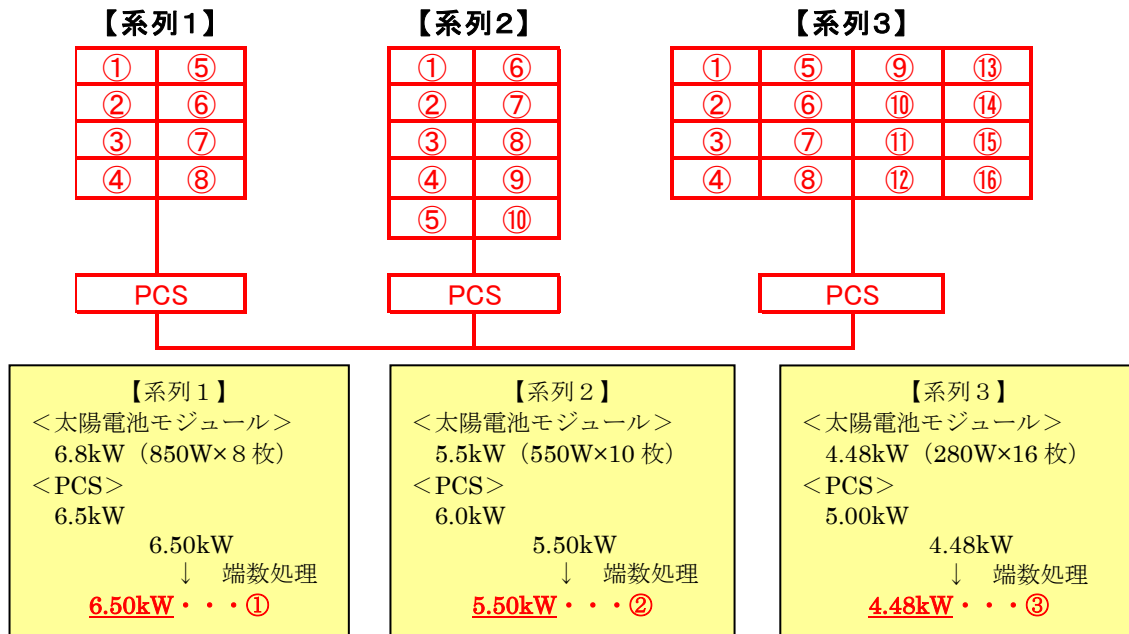 【系列1】 【系列2】 【系列3】
① ⑤
② ⑥
③ ⑦
④ ⑧
① ⑥
② ⑦
③ ⑧
④ ⑨
⑤ ⑩
① ⑤ ⑨ ⑬
② ⑥ ⑩ ⑭
③ ⑦ ⑪ ⑮
④ ⑧ ⑫ ⑯
PCS PCS PCS
【系列1】
<太陽電池モジュール>
6.8kW(850W×8枚)
<PCS>
6.5kW
6.50kW
↓ 端数処理
6.50kW・・・①
【系列2】
<太陽電池モジュール>
5.5kW(550W×10枚)
<PCS>
6.0kW
5.50kW
↓ 端数処理
5.50kW・・・②
【系列3】
<太陽電池モジュール>
4.48kW(280W×16枚)
<PCS>
5.00kW
4.48kW
↓ 端数処理
4.48kW・・・③